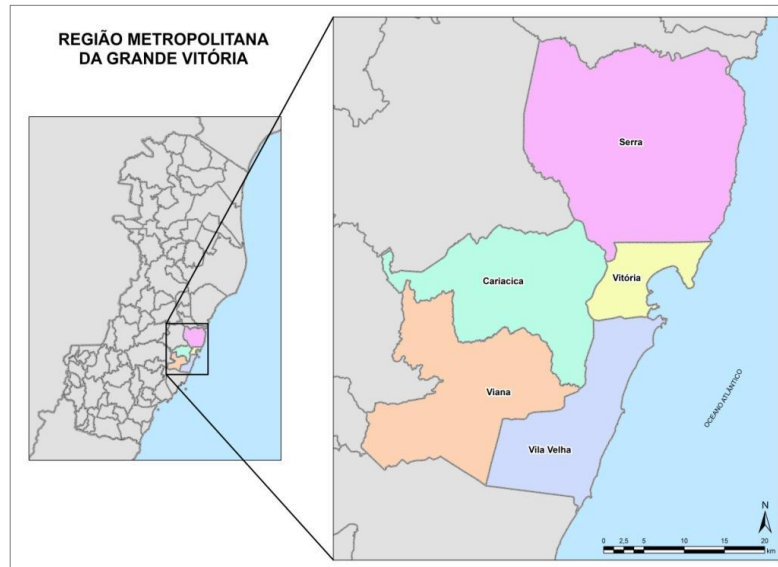 REGIÃO METROPOLITANA
DA GRANDE VITÓRIA
Serra
Vitória
Cariacica
Viana
Vila Velha
OCEANO ATLÂNTICO
N
0 2,5 5 10 15 20
km